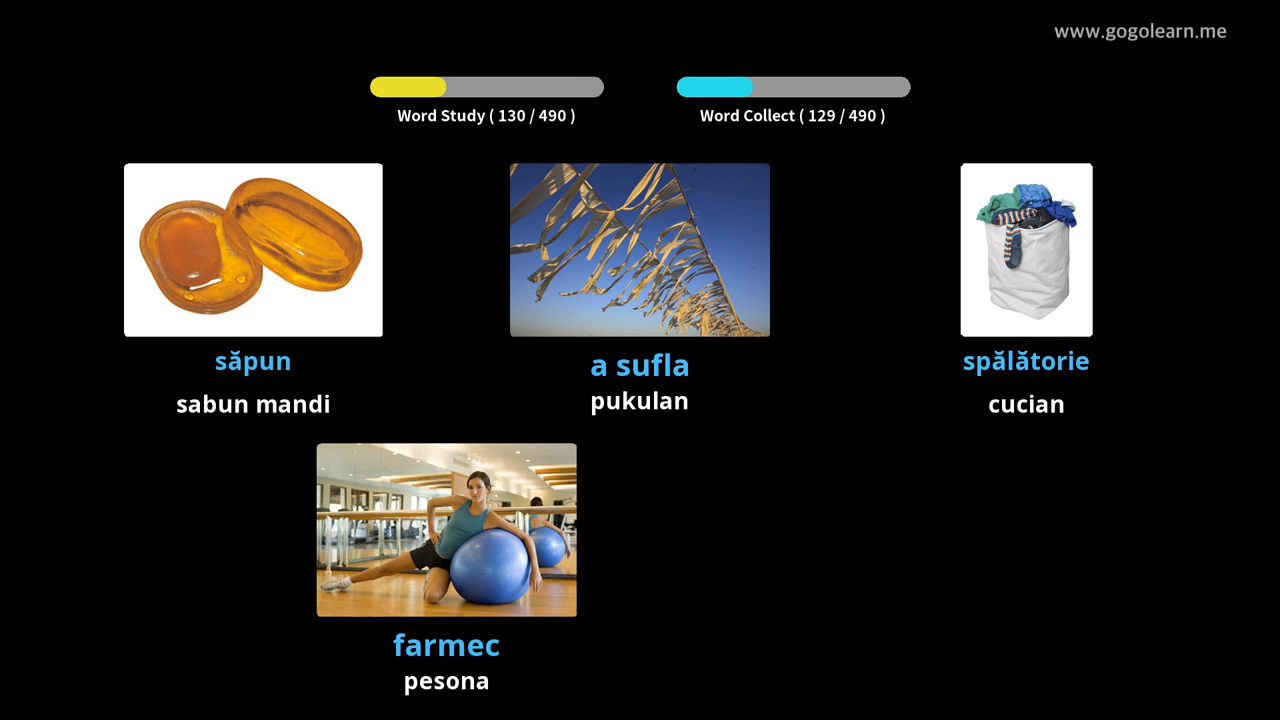 www.gogolearn.me
Word Study ( 130 / 490 )
Word Collect ( 129 / 490 )
săpun
sabun mandi
a sufla
pukulan
spălătorie
cucian
farmec
pesona